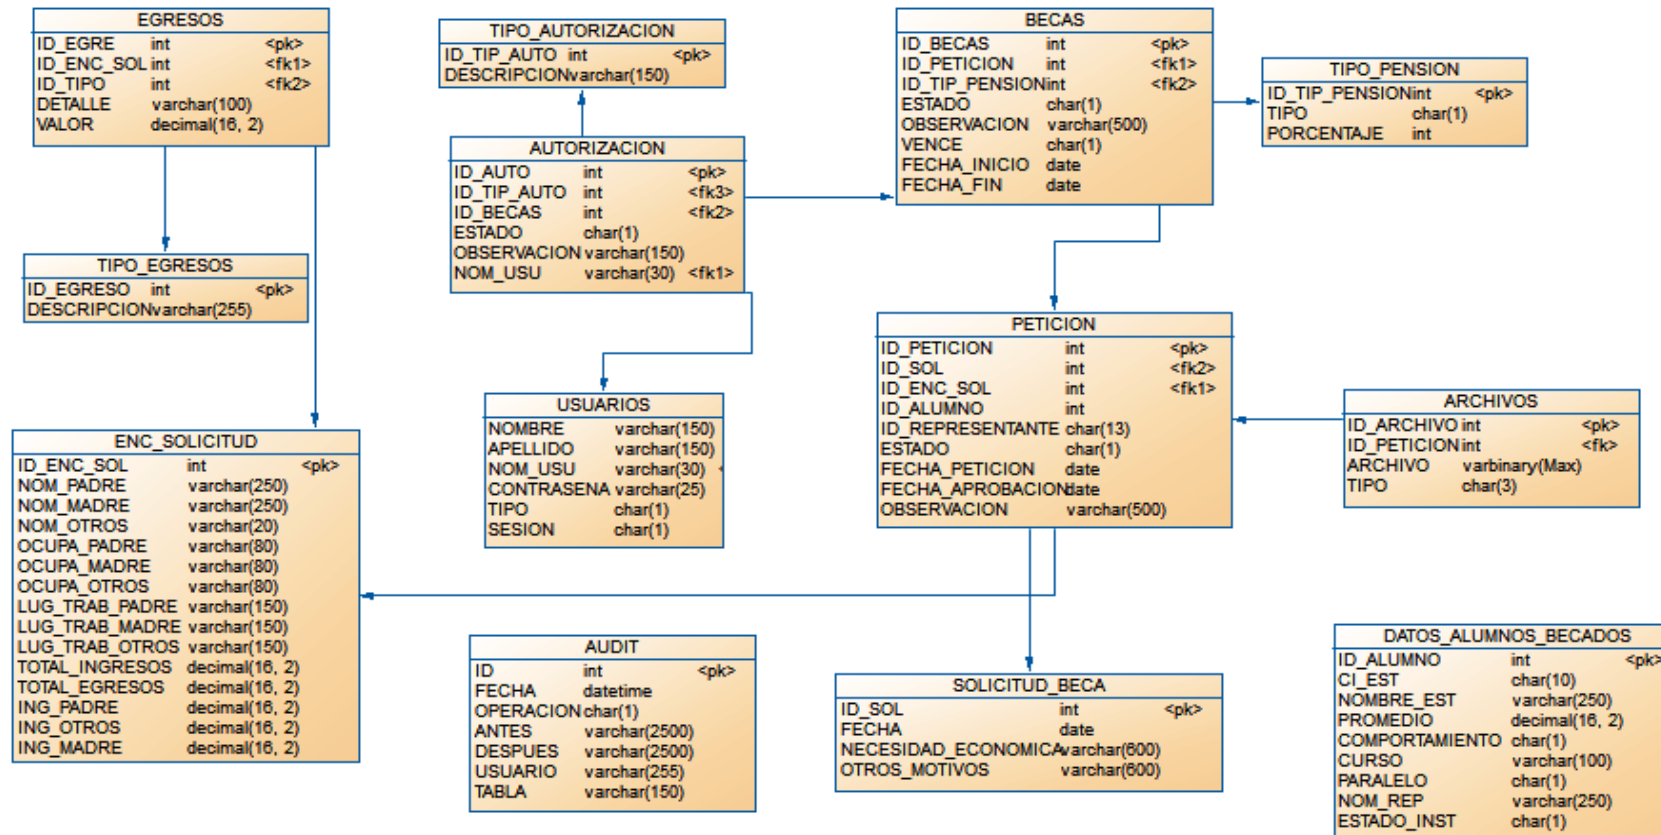 EGRESOS
ID_EGRE int <pk>
ID_ENC_SOL int <fk1>
ID_TIPO int <fk2>
DETALLE varchar(100)
VALOR decimal(16, 2)
TIPO_AUTORIZACION
ID_TIP_AUTO int <pk>
DESCRIPCION varchar(150)
BECAS
ID_BECAS int <pk>
ID_PETICION int <fk1>
ID_TIP_PENSION int <fk2>
ESTADO char(1)
OBSERVACION varchar(500)
VENCE char(1)
FECHA_INICIO date
FECHA_FIN date
TIPO_PENSION
ID_TIP_PENSION int <pk>
TIPO char(1)
PORCENTAJE int
AUTORIZACION
ID_AUTO int <pk>
ID_TIP_AUTO int <fk3>
ID_BECAS int <fk2>
ESTADO char(1)
OBSERVACION varchar(150)
NOM_USU varchar(30) <fk1>
TIPO_EGRESOS
ID_EGRESO int <pk>
DESCRIPCION varchar(255)
PETICION
ID_PETICION int <pk>
ID_SOL int <fk2>
ID_ENC_SOL int <fk1>
ID_ALUMNO int
ID_REPRESENTANTE char(13)
ESTADO char(1)
FECHA_PETICION date
FECHA_APROBACION date
OBSERVACION varchar(500)
USUARIOS
NOMBRE varchar(150)
APELLIDO varchar(150)
NOM_USU varchar(30) <
CONTRASENA varchar(25)
TIPO char(1)
SESION char(1)
ARCHIVOS
ID_ARCHIVO int <pk>
ID_PETICION int <fk>
ARCHIVO varbinary(Max)
TIPO char(3)
ENC_SOLICITUD
ID_ENC_SOL int <pk>
NOM_PADRE varchar(250)
NOM_MADRE varchar(250)
NOM_OTROS varchar(20)
OCUPA_PADRE varchar(80)
OCUPA_MADRE varchar(80)
OCUPA_OTROS varchar(80)
LUG_TRAB_PADRE varchar(150)
LUG_TRAB_MADRE varchar(150)
LUG_TRAB_OTROS varchar(150)
TOTAL_INGRESOS decimal(16, 2)
TOTAL_EGRESOS decimal(16, 2)
ING_PADRE decimal(16, 2)
ING_OTROS decimal(16, 2)
ING_MADRE decimal(16, 2)
AUDIT
ID int <pk>
FECHA datetime
OPERACION char(1)
ANTES varchar(2500)
DESPUES varchar(2500)
USUARIO varchar(255)
TABLA varchar(150)
SOLICITUD_BECA
ID_SOL int <pk>
FECHA date
NECESIDAD_ECONOMICA varchar(600)
OTROS_MOTIVOS varchar(600)
DATOS_ALUMNOS_BECADOS
ID_ALUMNO int <pk>
CI_EST char(10)
NOMBRE_EST varchar(250)
PROMEDIO decimal(16, 2)
COMPORTAMIENTO char(1)
CURSO varchar(100)
PARALELO char(1)
NOM_REP varchar(250)
ESTADO_INST char(1)